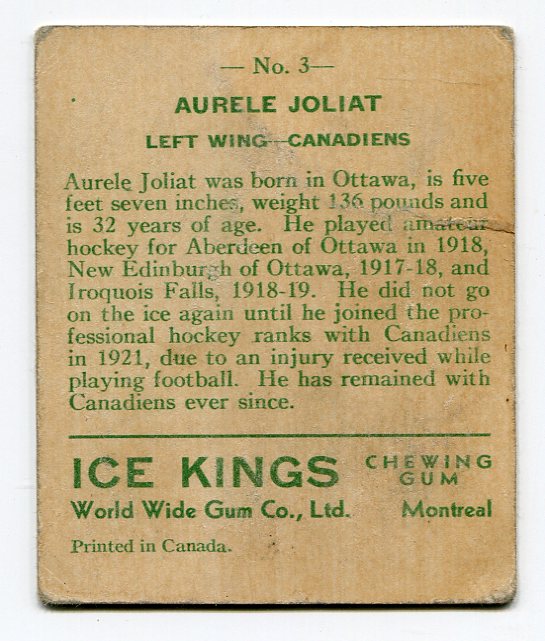 — No. 3—
AURELE JOLIAT
LEFT WING—CANADIENS
Aurele Joliat was born in Ottawa, is five
feet seven inches, weight 136 pounds and
is 32 years of age. He played amateur
hockey for Aberdeen of Ottawa in 1918,
New Edinburgh of Ottawa, 1917-18, and
Iroquois Falls, 1918-19. He did not go
on the ice again until he joined the pro-
fessional hockey ranks with Canadiens
in 1921, due to an injury received while
playing football. He has remained with
Canadiens ever since.
ICE KINGS CHEWING GUM
World Wide Gum Co., Ltd. Montreal
Printed in Canada.